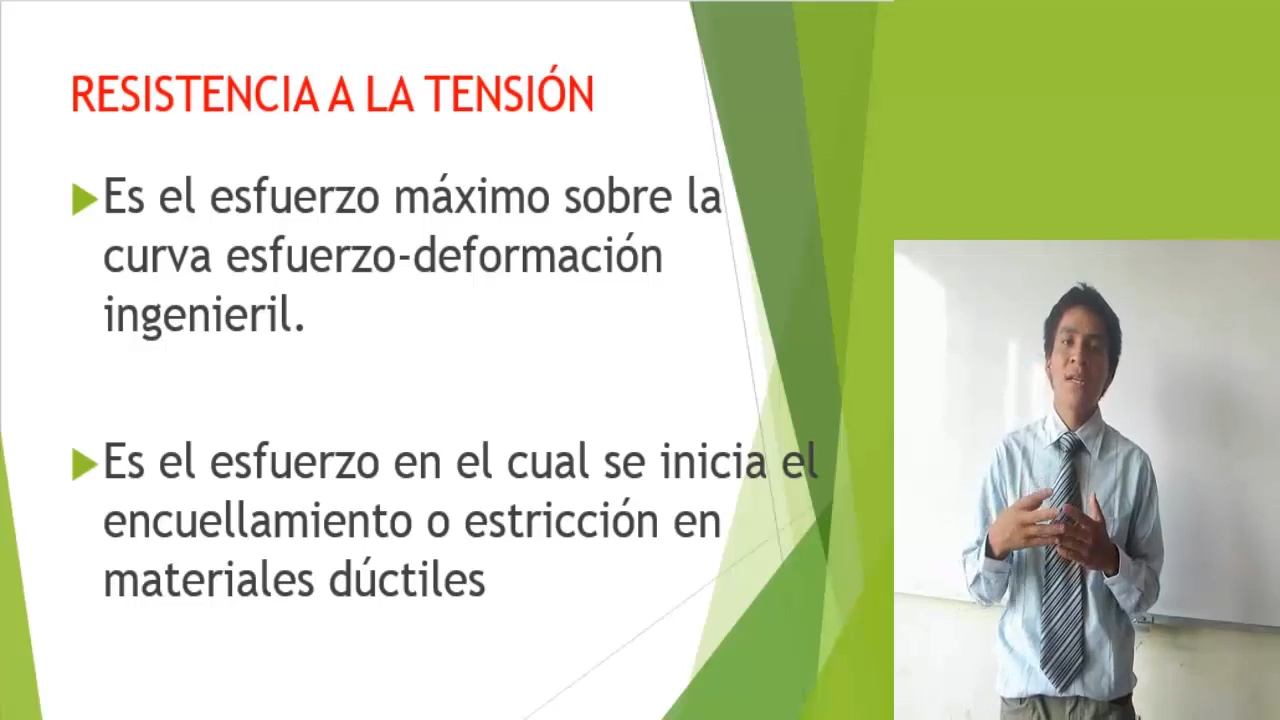 RESISTENCIA A LA TENSIÓN
Es el esfuerzo máximo sobre la
curva esfuerzo-deformación
ingenieril.
Es el esfuerzo en el cual se inicia el
encuellamiento o estricción en
materiales dúctiles